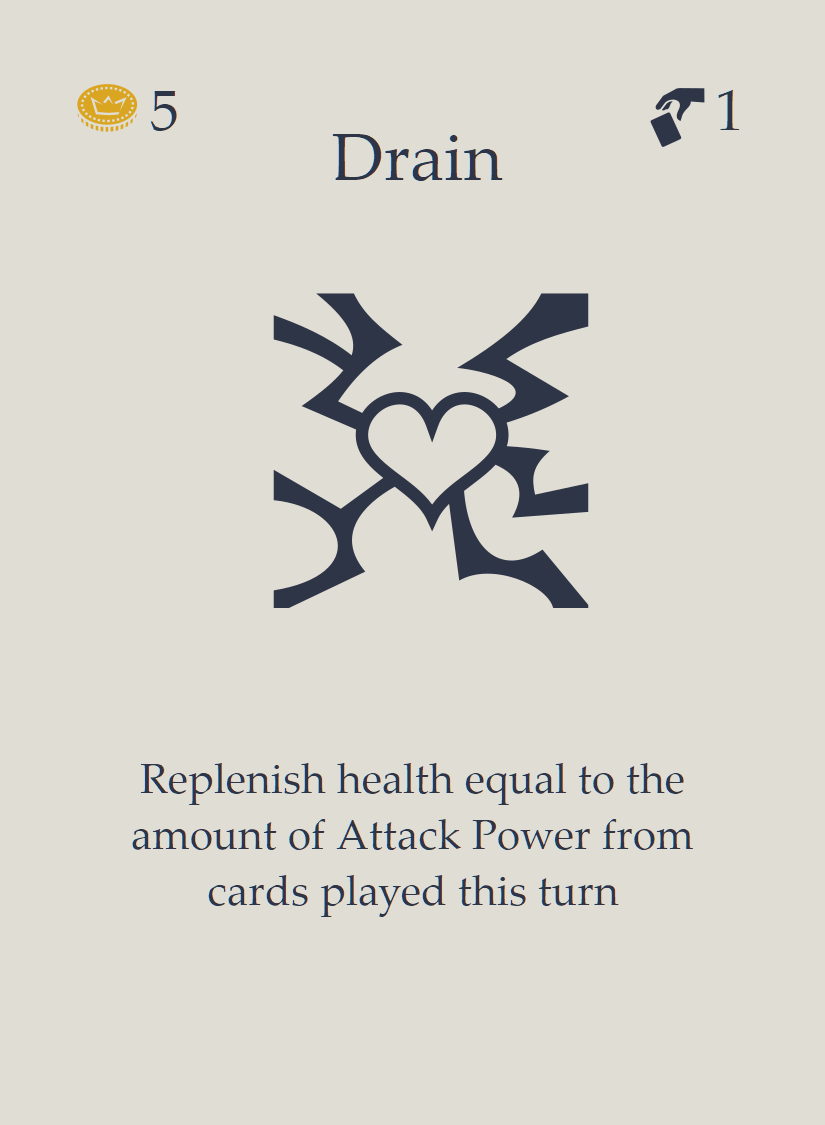 5
1
Drain
Replenish health equal to the
amount of Attack Power from
cards played this turn